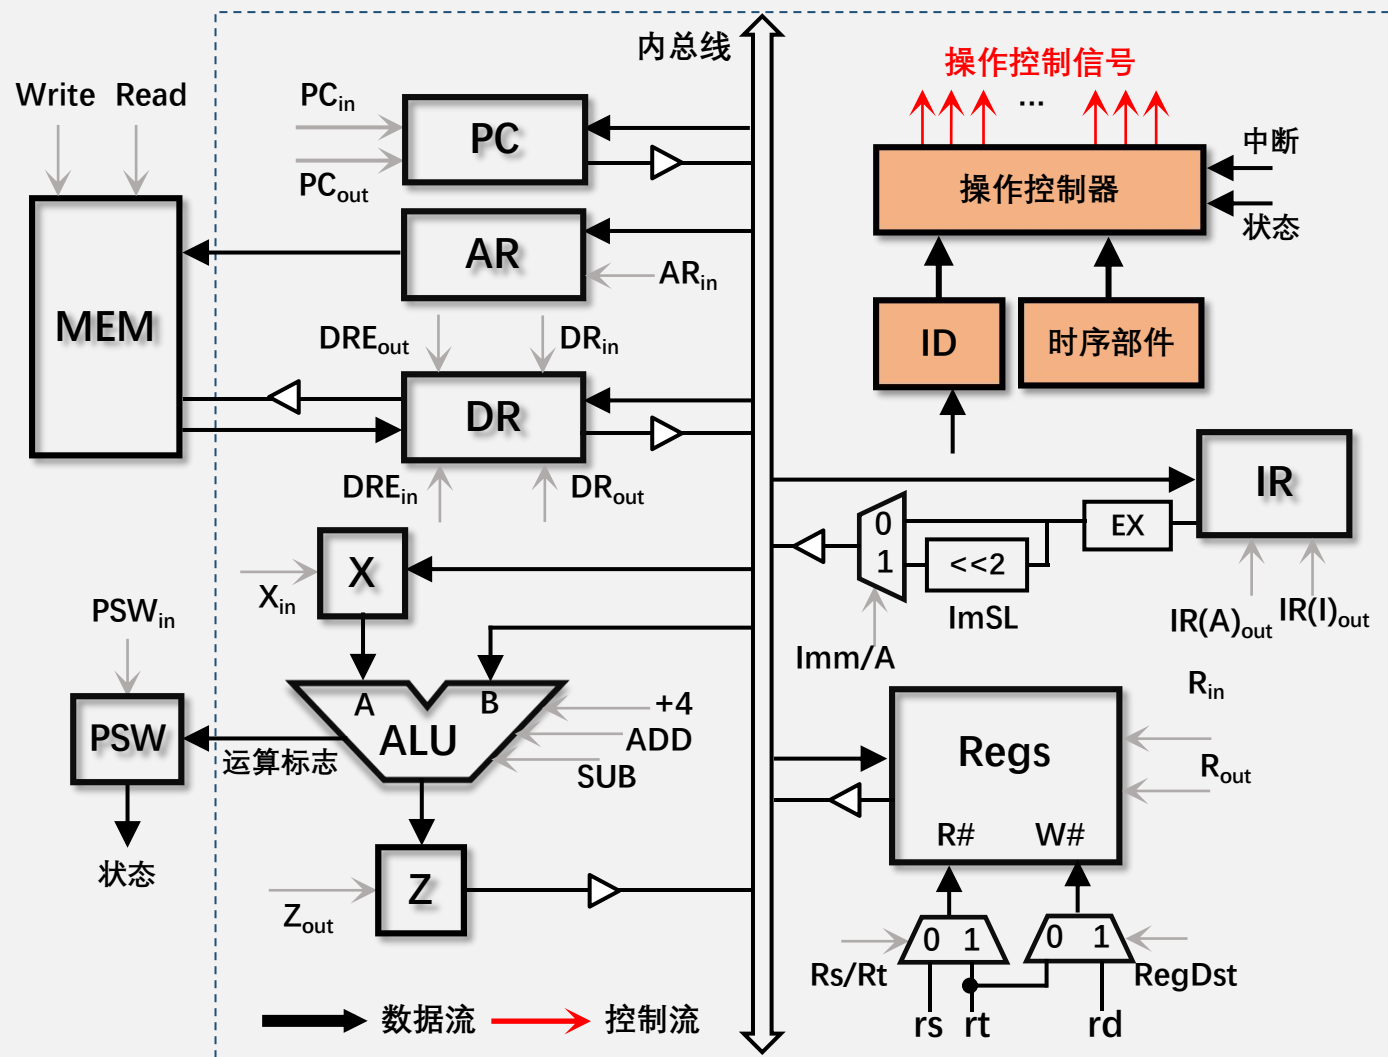 内总线
操作控制信号
Write
Read
PCin
PC
PCout
...
中断
操作控制器
状态
AR
ARin
MEM
DREout
DRin
ID
时序部件
DR
DREin
DRout
IR
0
EX
1
<<2
ImSL
IR(A)out
IR(I)out
Imm/A
X
Xin
PSWin
Rin
A
B
+4
PSW
ALU
ADD
运算标志
SUB
Regs
Rout
R#
W#
状态
Z
Zout
0
1
0
1
Rs/Rt
RegDst
rs
rt
rd
数据流
控制流